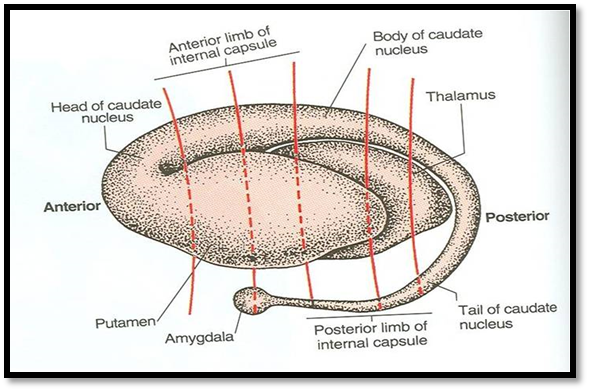 Anterior limb of
internal capsule
Body of caudate
nucleus
Head of caudate
nucleus
Thalamus
Anterior
Posterior
Putamen
Amygdala
Posterior limb of
internal capsule
Tail of caudate
nucleus